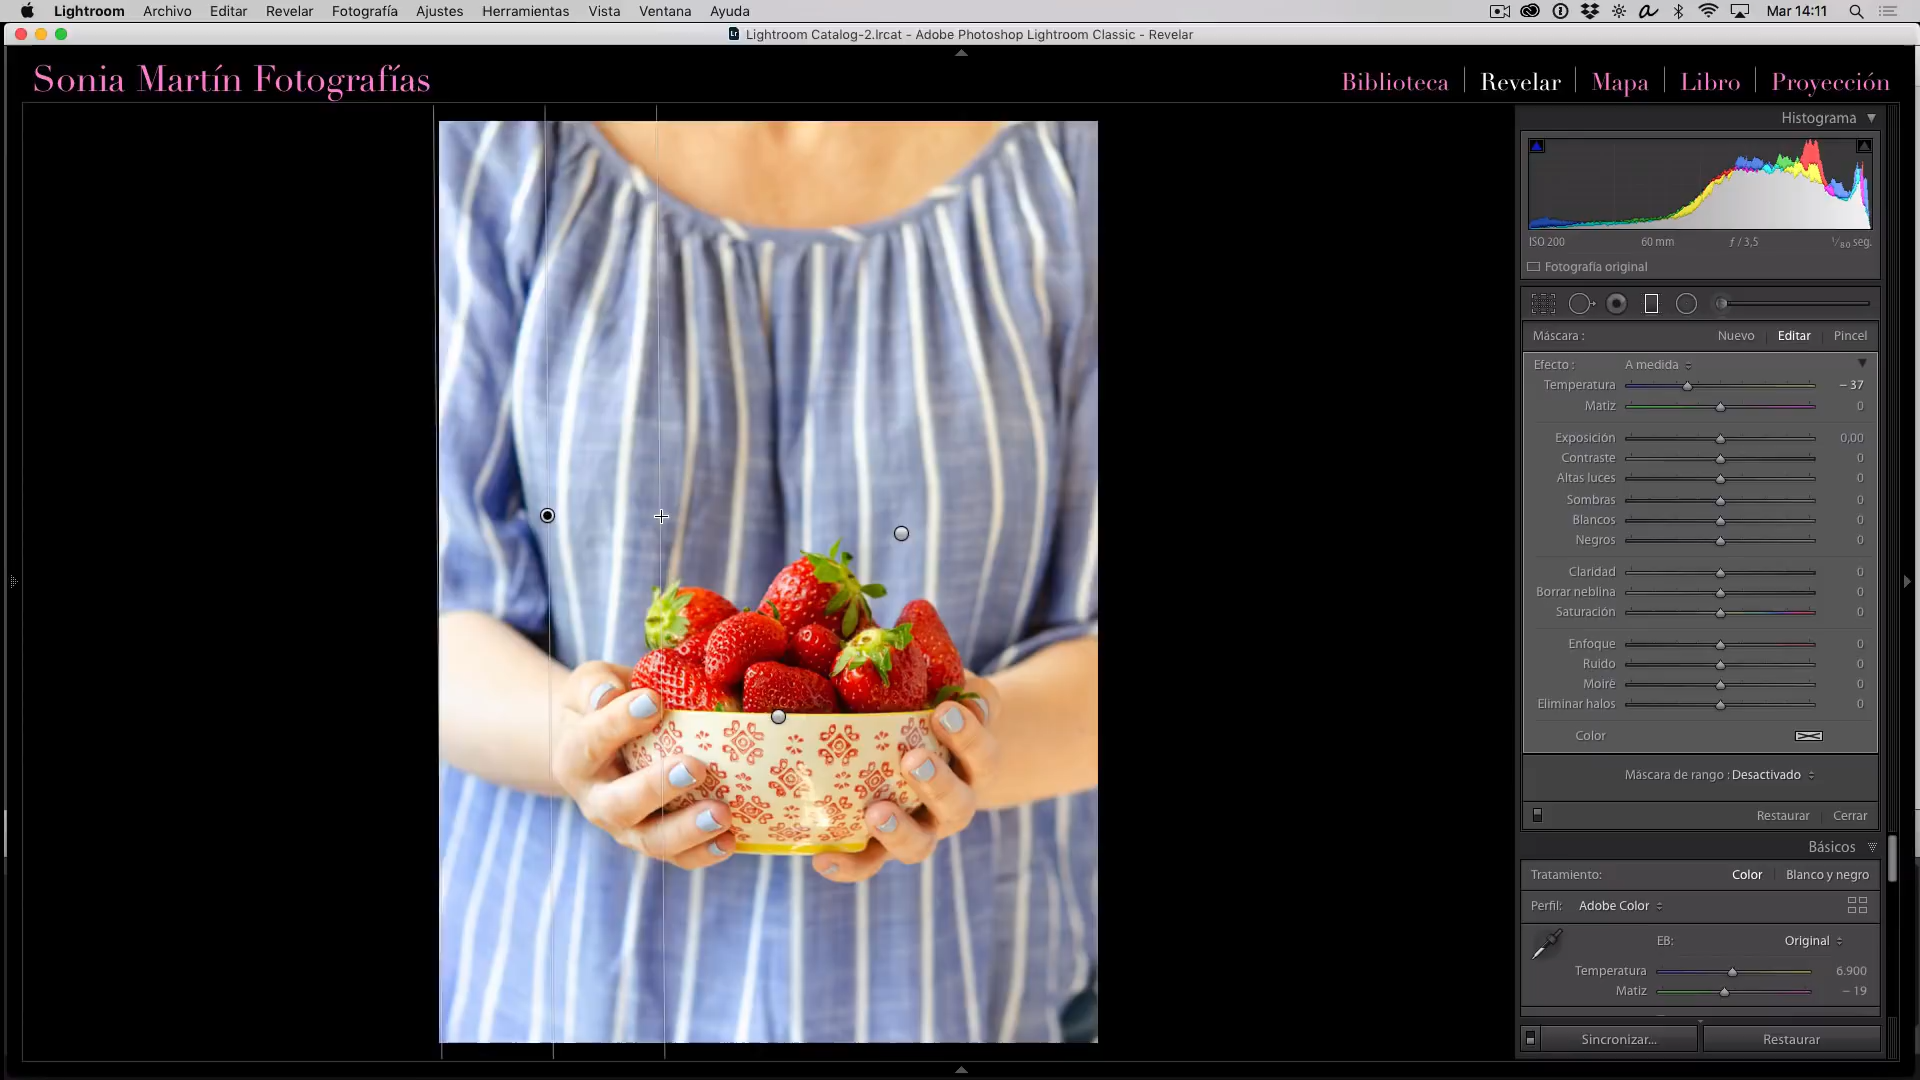 Lightroom Archivo Editar Revelar Fotografía Ajustes Herramientas Vista Ventana Ayuda Mar 14:11
Lightroom Catalog-2.lrcat - Adobe Photoshop Lightroom Classic - Revelar
Sonia Martín Fotografías
Biblioteca Revelar Mapa Libro Proyección
Histograma
ISO 200 60 mm ƒ / 3,5 1/80 seg.
Fotografía original
Máscara : Nuevo Editar Pincel
Efecto : A medida
Temperatura – 37
Matiz 0
Exposición 0,00
Contraste 0
Altas luces 0
Sombras 0
Blancos 0
Negros 0
Claridad 0
Borrar neblina 0
Saturación 0
Enfoque 0
Ruido 0
Moiré 0
Eliminar halos 0
Color
Máscara de rango : Desactivado
Restaurar Cerrar
Básicos
Tratamiento: Color Blanco y negro
Perfil: Adobe Color
EB: Original
Temperatura 6.900
Matiz – 19
Sincronizar... Restaurar